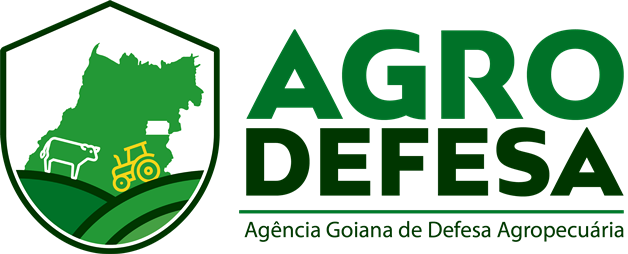 AGRO
DEFESA
Agência Goiana de Defesa Agropecuária